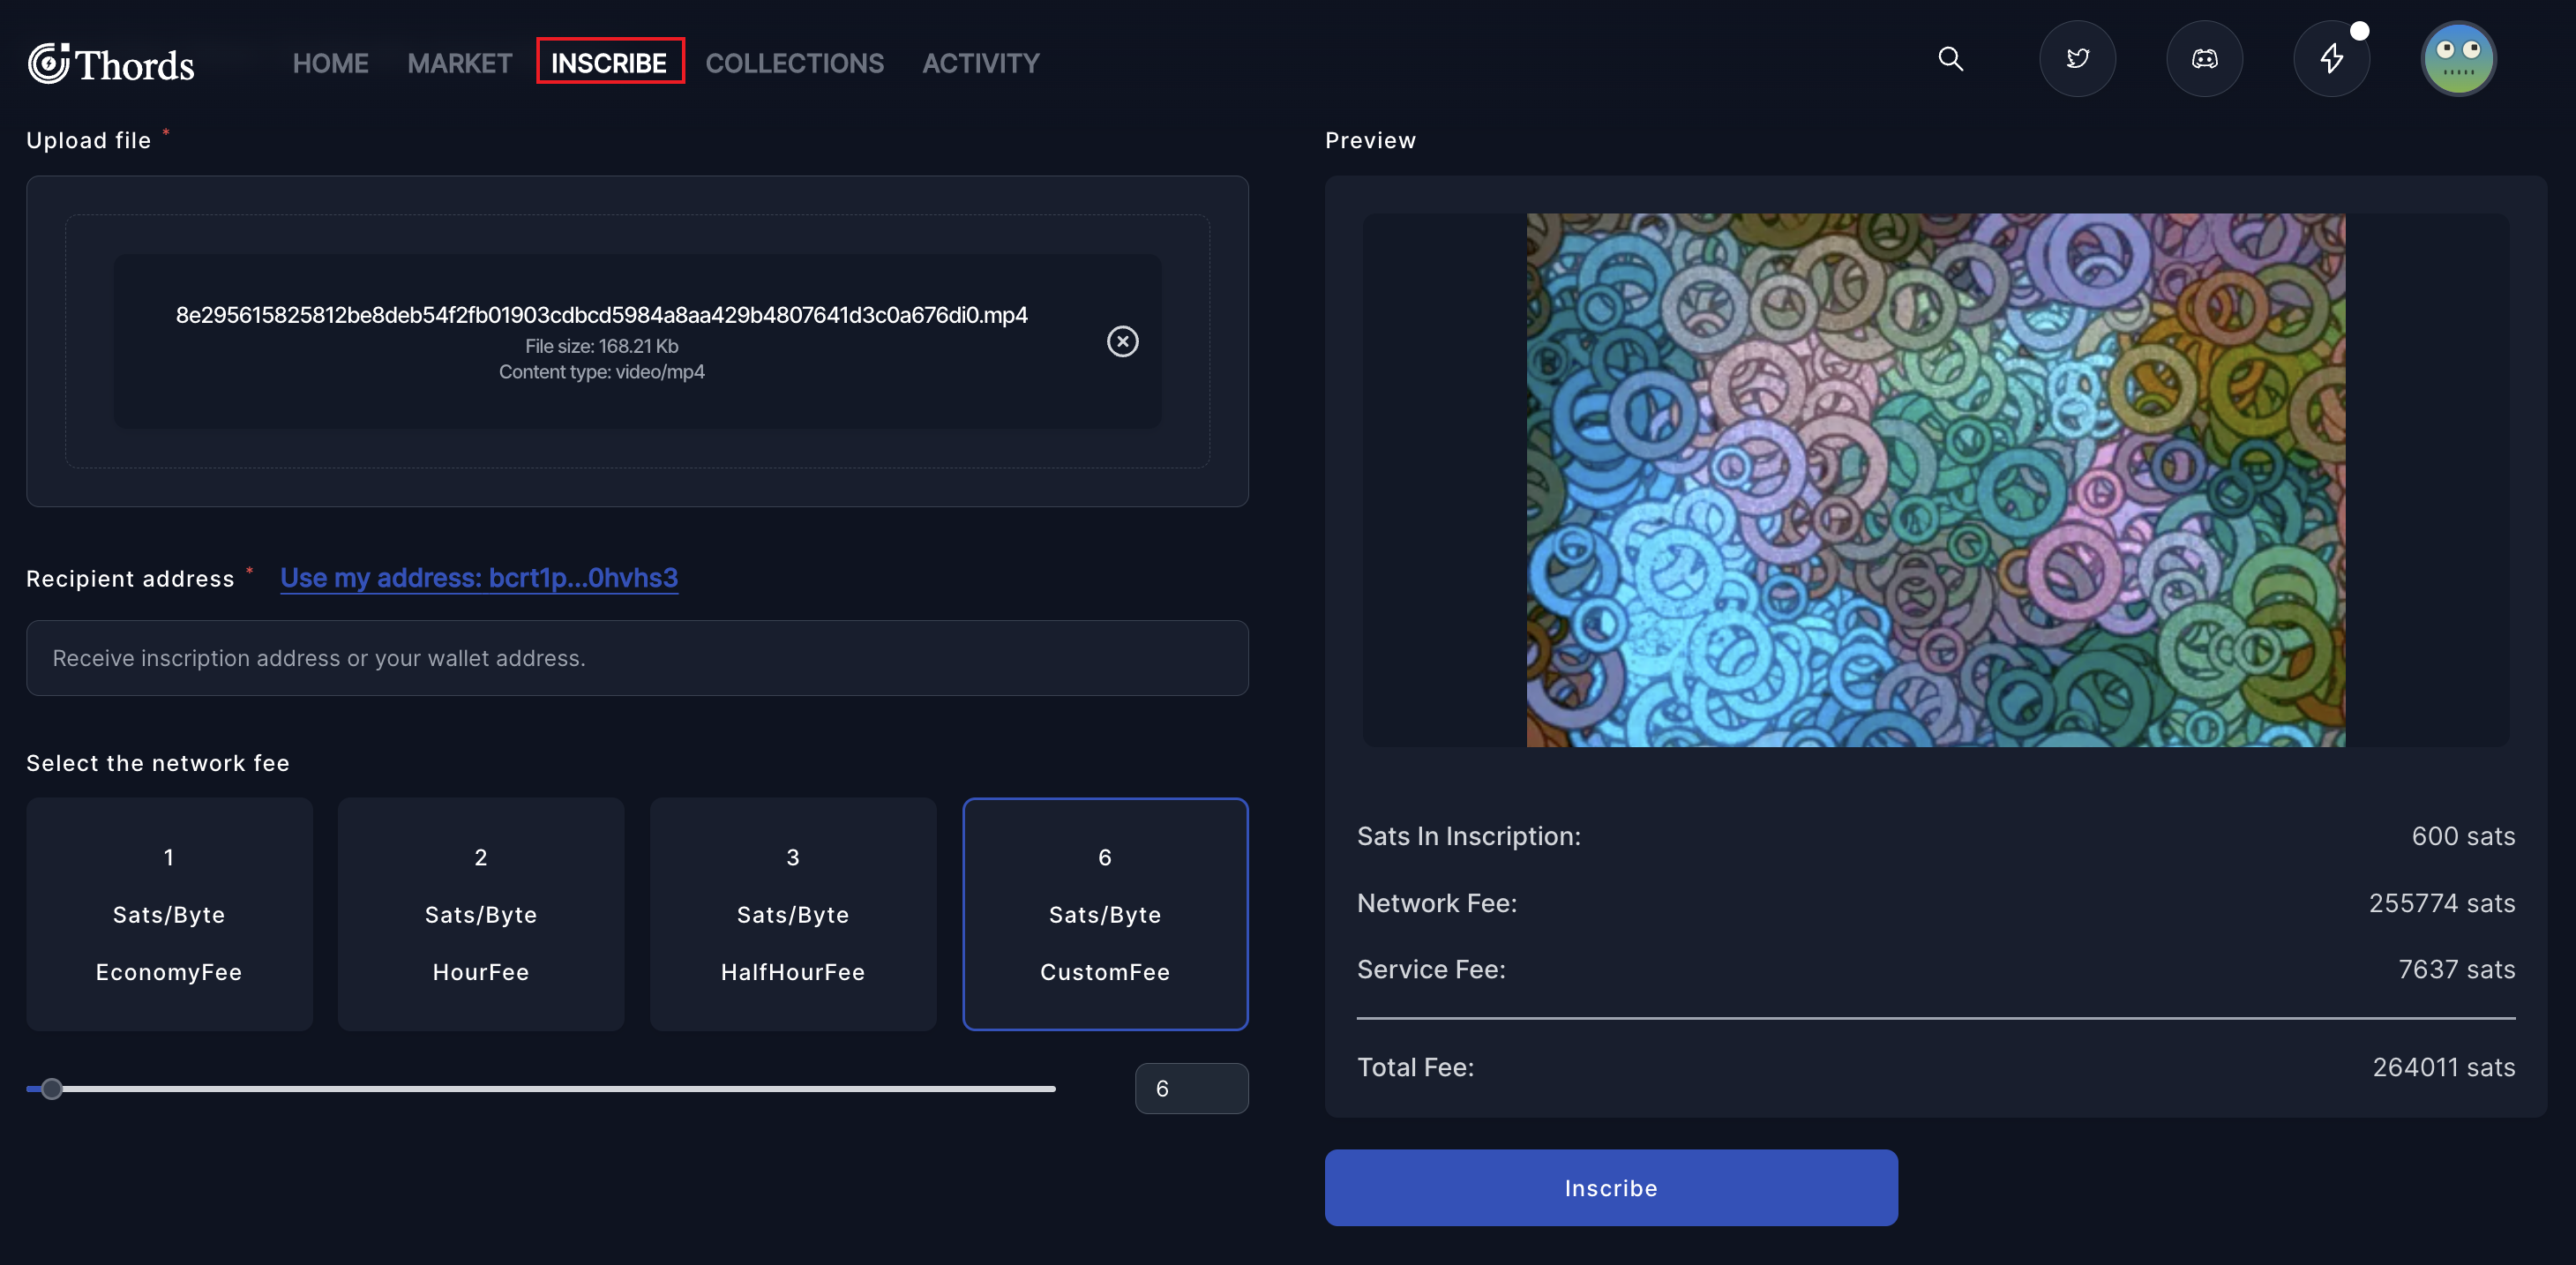 Thords
HOME MARKET INSCRIBE COLLECTIONS ACTIVITY
Upload file *
8e295615825812be8deb54f2fb01903cdbcd5984a8aa429b4807641d3c0a676di0.mp4
File size: 168.21 Kb
Content type: video/mp4
Recipient address * Use my address: bcrt1p...0hvhs3
Receive inscription address or your wallet address.
Select the network fee
1
Sats/Byte
EconomyFee
2
Sats/Byte
HourFee
3
Sats/Byte
HalfHourFee
6
Sats/Byte
CustomFee
6
Preview
Sats In Inscription: 600 sats
Network Fee: 255774 sats
Service Fee: 7637 sats
Total Fee: 264011 sats
Inscribe